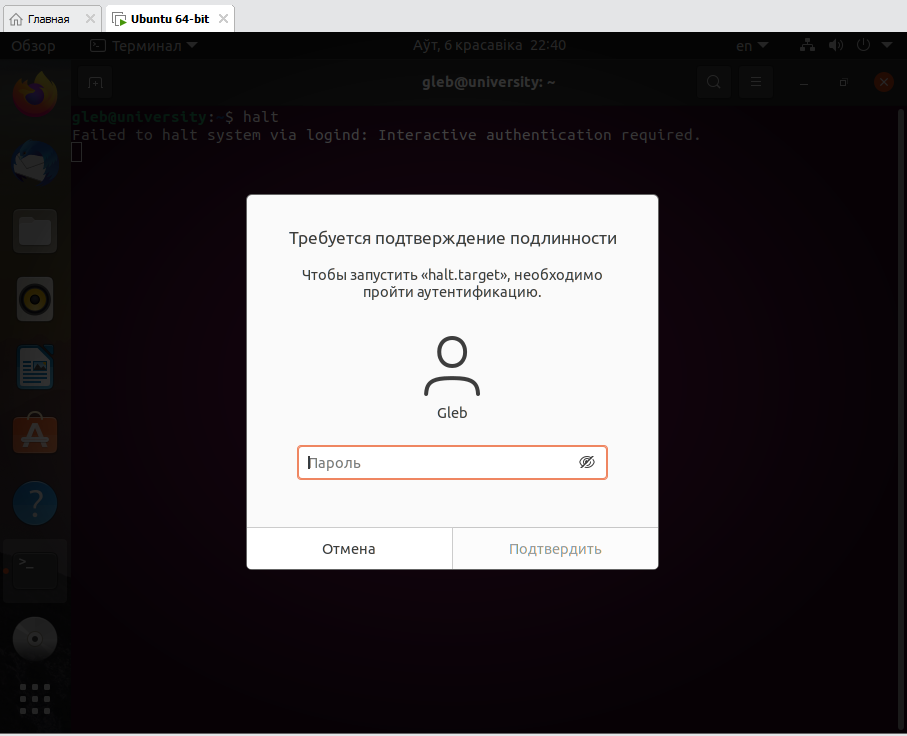 Главная
Ubuntu 64-bit
Обзор
Терминал
Аўт, 6 красавіка 22:40
en
gleb@university: ~
gleb@university:~$ halt
Failed to halt system via logind: Interactive authentication required.
Требуется подтверждение подлинности
Чтобы запустить «halt.target», необходимо
пройти аутентификацию.
Gleb
Пароль
Отмена
Подтвердить